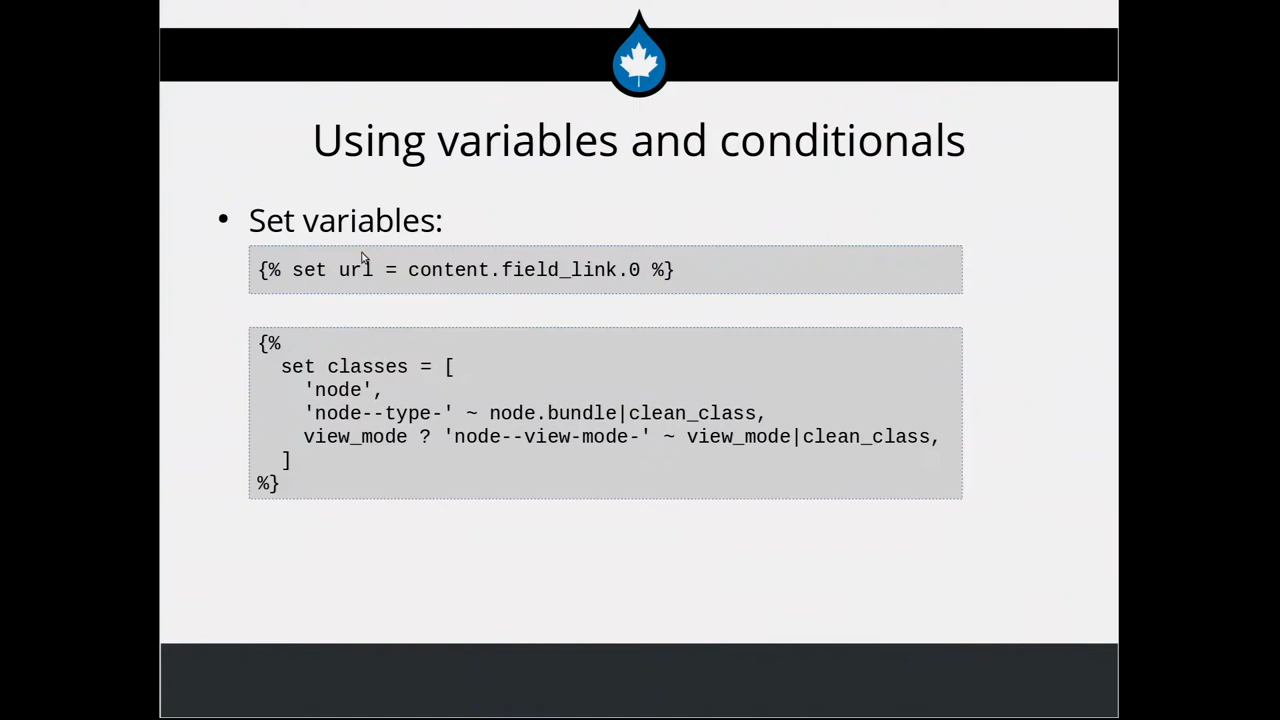 Using variables and conditionals
• Set variables:
{% set url = content.field_link.0 %}
{%
  set classes = [
    'node',
    'node--type-' ~ node.bundle|clean_class,
    view_mode ? 'node--view-mode-' ~ view_mode|clean_class,
  ]
%}